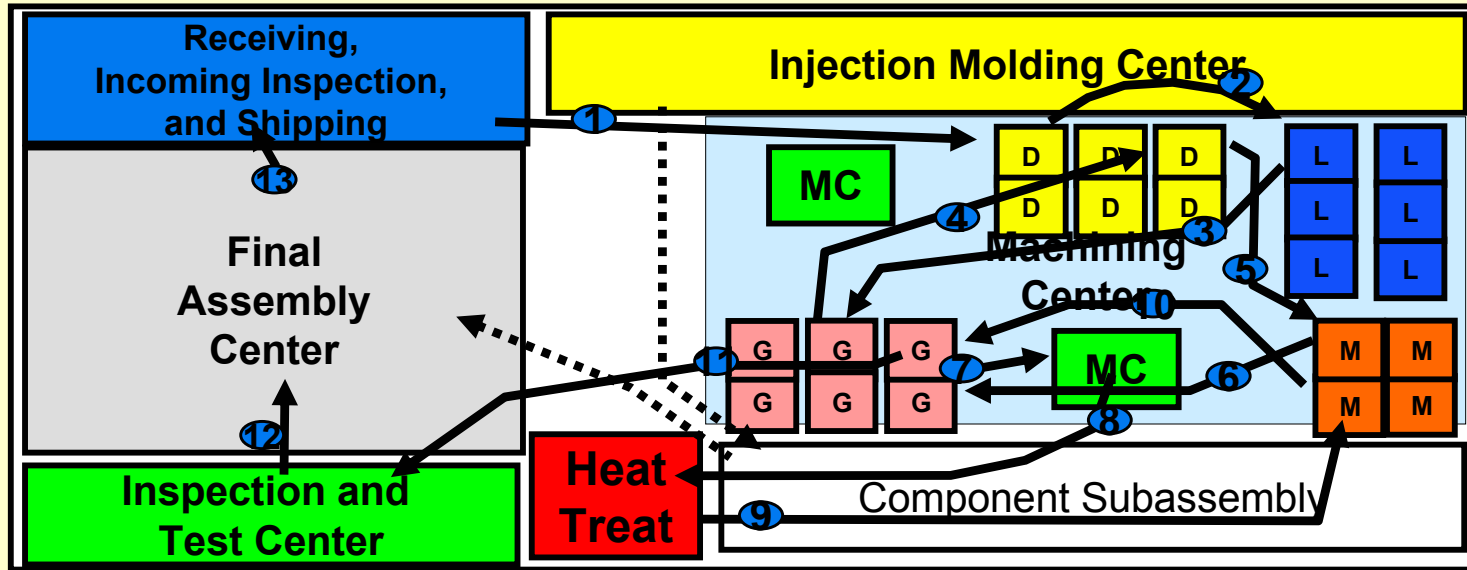 Receiving,
Incoming Inspection,
and Shipping
Injection Molding Center
2
1
D D D
L L
MC
13
D D D
4
3
L L
Final
Assembly
Center
Machining
Center
5
L L
10
G G G
11
7
MC
6
M M
G G G
8
M M
12
Heat
Treat
Component Subassembly
9
Inspection and
Test Center